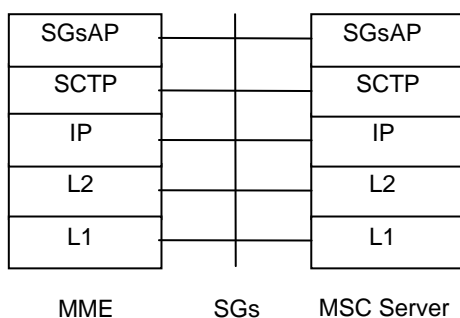 SGsAP SGsAP
SCTP SCTP
IP IP
L2 L2
L1 L1
MME SGs MSC Server